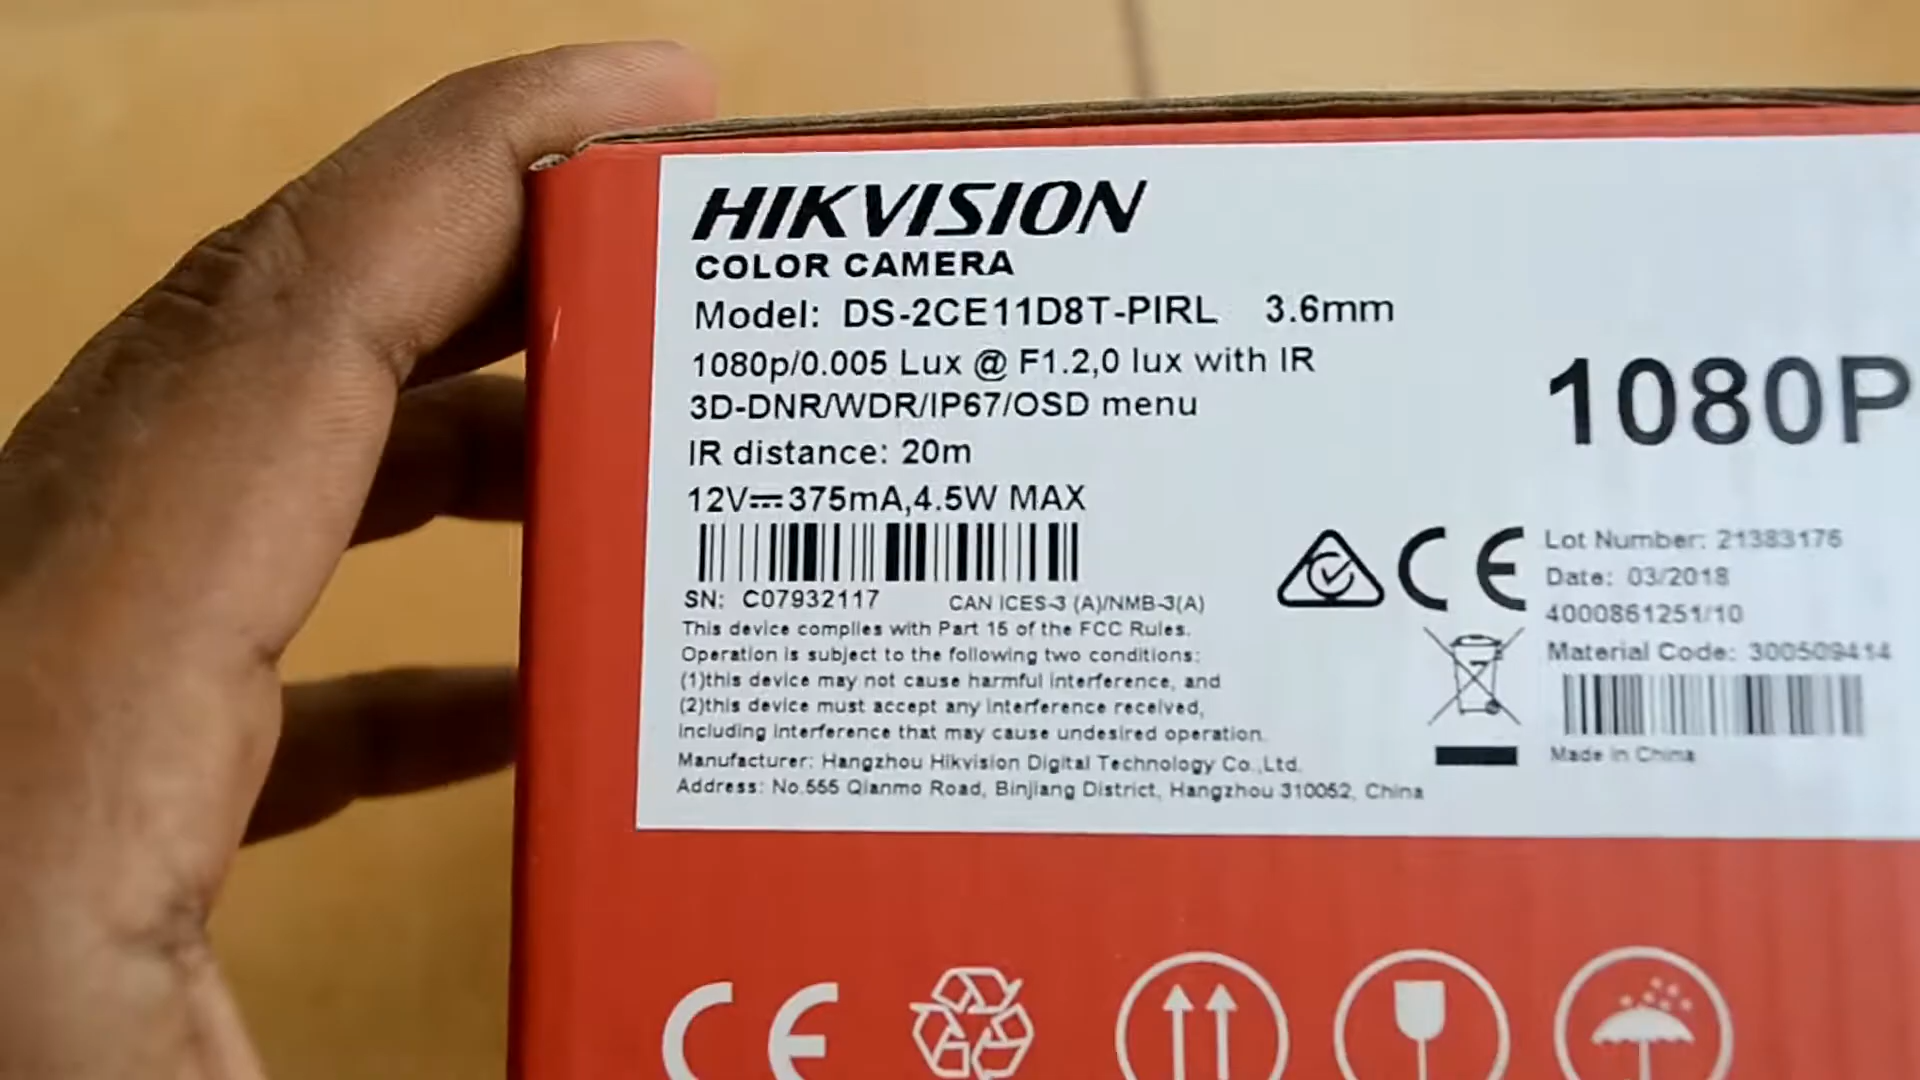 HIKVISION
COLOR CAMERA
Model: DS-2CE11D8T-PIRL 3.6mm
1080p/0.005 Lux @ F1.2,0 lux with IR
3D-DNR/WDR/IP67/OSD menu
IR distance: 20m
12V⎓375mA,4.5W MAX
SN: C07932117 CAN ICES-3 (A)/NMB-3(A)
This device complies with Part 15 of the FCC Rules.
Operation is subject to the following two conditions:
(1)this device may not cause harmful interference, and
(2)this device must accept any interference received,
including interference that may cause undesired operation.
Manufacturer: Hangzhou Hikvision Digital Technology Co.,Ltd.
Address: No.555 Qianmo Road, Binjiang District, Hangzhou 310052, China
1080P
CE
Lot Number: 21383176
Date: 03/2018
4000861251/10
Material Code: 300509414
Made in China
CE